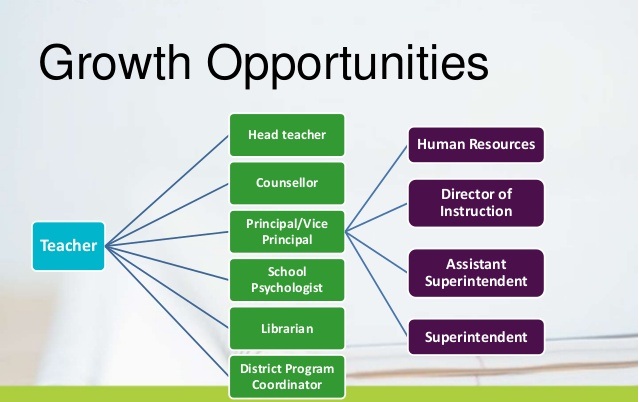 Growth Opportunities
Teacher
Head teacher
Counsellor
Principal/Vice
Principal
School
Psychologist
Librarian
District Program
Coordinator
Human Resources
Director of
Instruction
Assistant
Superintendent
Superintendent